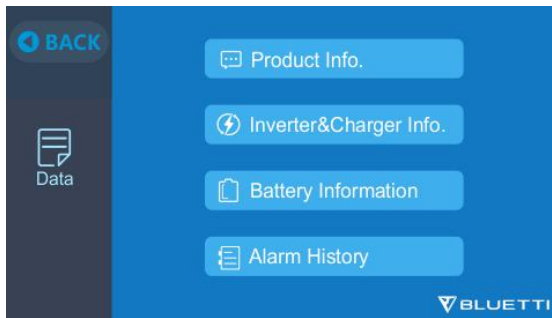 BACK
Data
Product Info.
Inverter&Charger Info.
Battery Information
Alarm History
BLUETTI